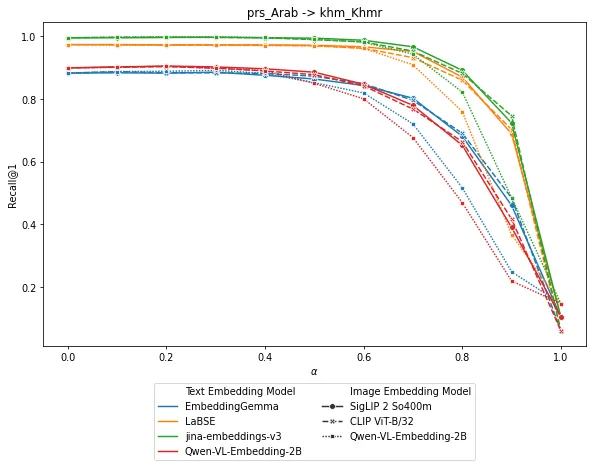 prs_Arab -> khm_Khmr
Recall@1
1.0
0.8
0.6
0.4
0.2
0.0 0.2 0.4 0.6 0.8 1.0
α
Text Embedding Model Image Embedding Model
EmbeddingGemma SigLIP 2 So400m
LaBSE CLIP ViT-B/32
jina-embeddings-v3 Qwen-VL-Embedding-2B
Qwen-VL-Embedding-2B